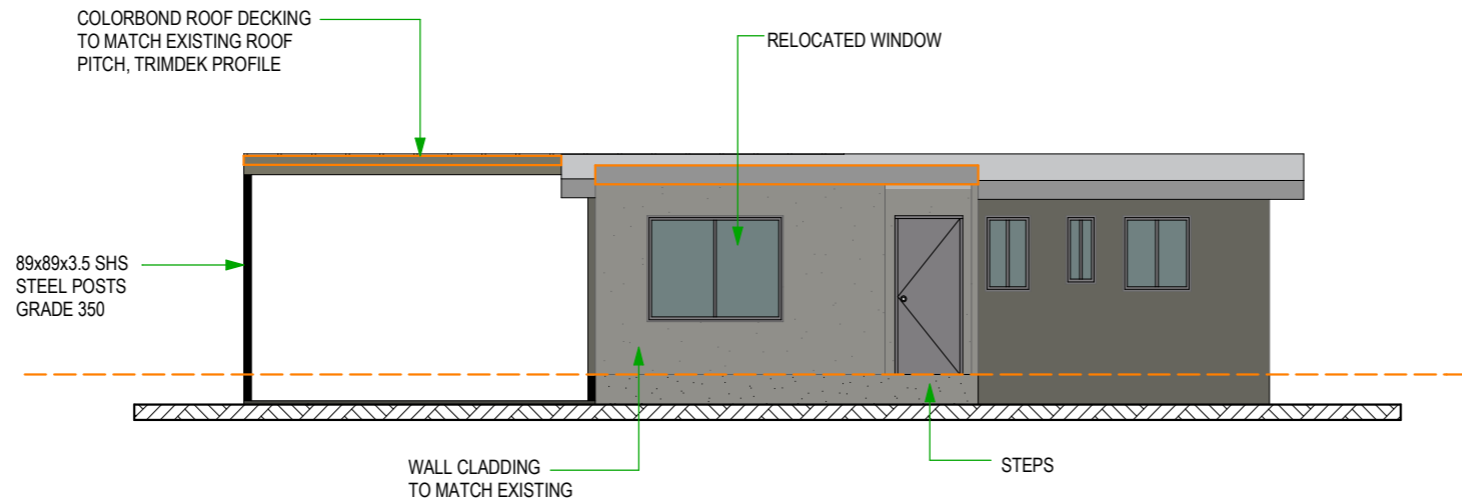 COLORBOND ROOF DECKING
TO MATCH EXISTING ROOF
PITCH, TRIMDEK PROFILE
RELOCATED WINDOW
89x89x3.5 SHS
STEEL POSTS
GRADE 350
WALL CLADDING
TO MATCH EXISTING
STEPS